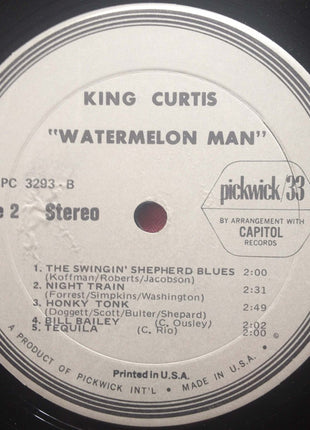 KING CURTIS
"WATERMELON MAN"
PC 3293 - B
e 2 Stereo
pickwick/33
BY ARRANGEMENT WITH
CAPITOL
RECORDS
1. THE SWINGIN' SHEPHERD BLUES 2:00
(Koffman/Roberts/Jacobson)
2. NIGHT TRAIN 2:31
(Forrest/Simpkins/Washington)
3. HONKY TONK 2:49
(Doggett/Scott/Bulter/Shepard)
4. BILL BAILEY (C. Ousley) 2:02
5. TEQUILA (C. Rio) 2:00
Printed in U.S.A.
A PRODUCT OF PICKWICK INT'L • MADE IN U.S.A. ℗